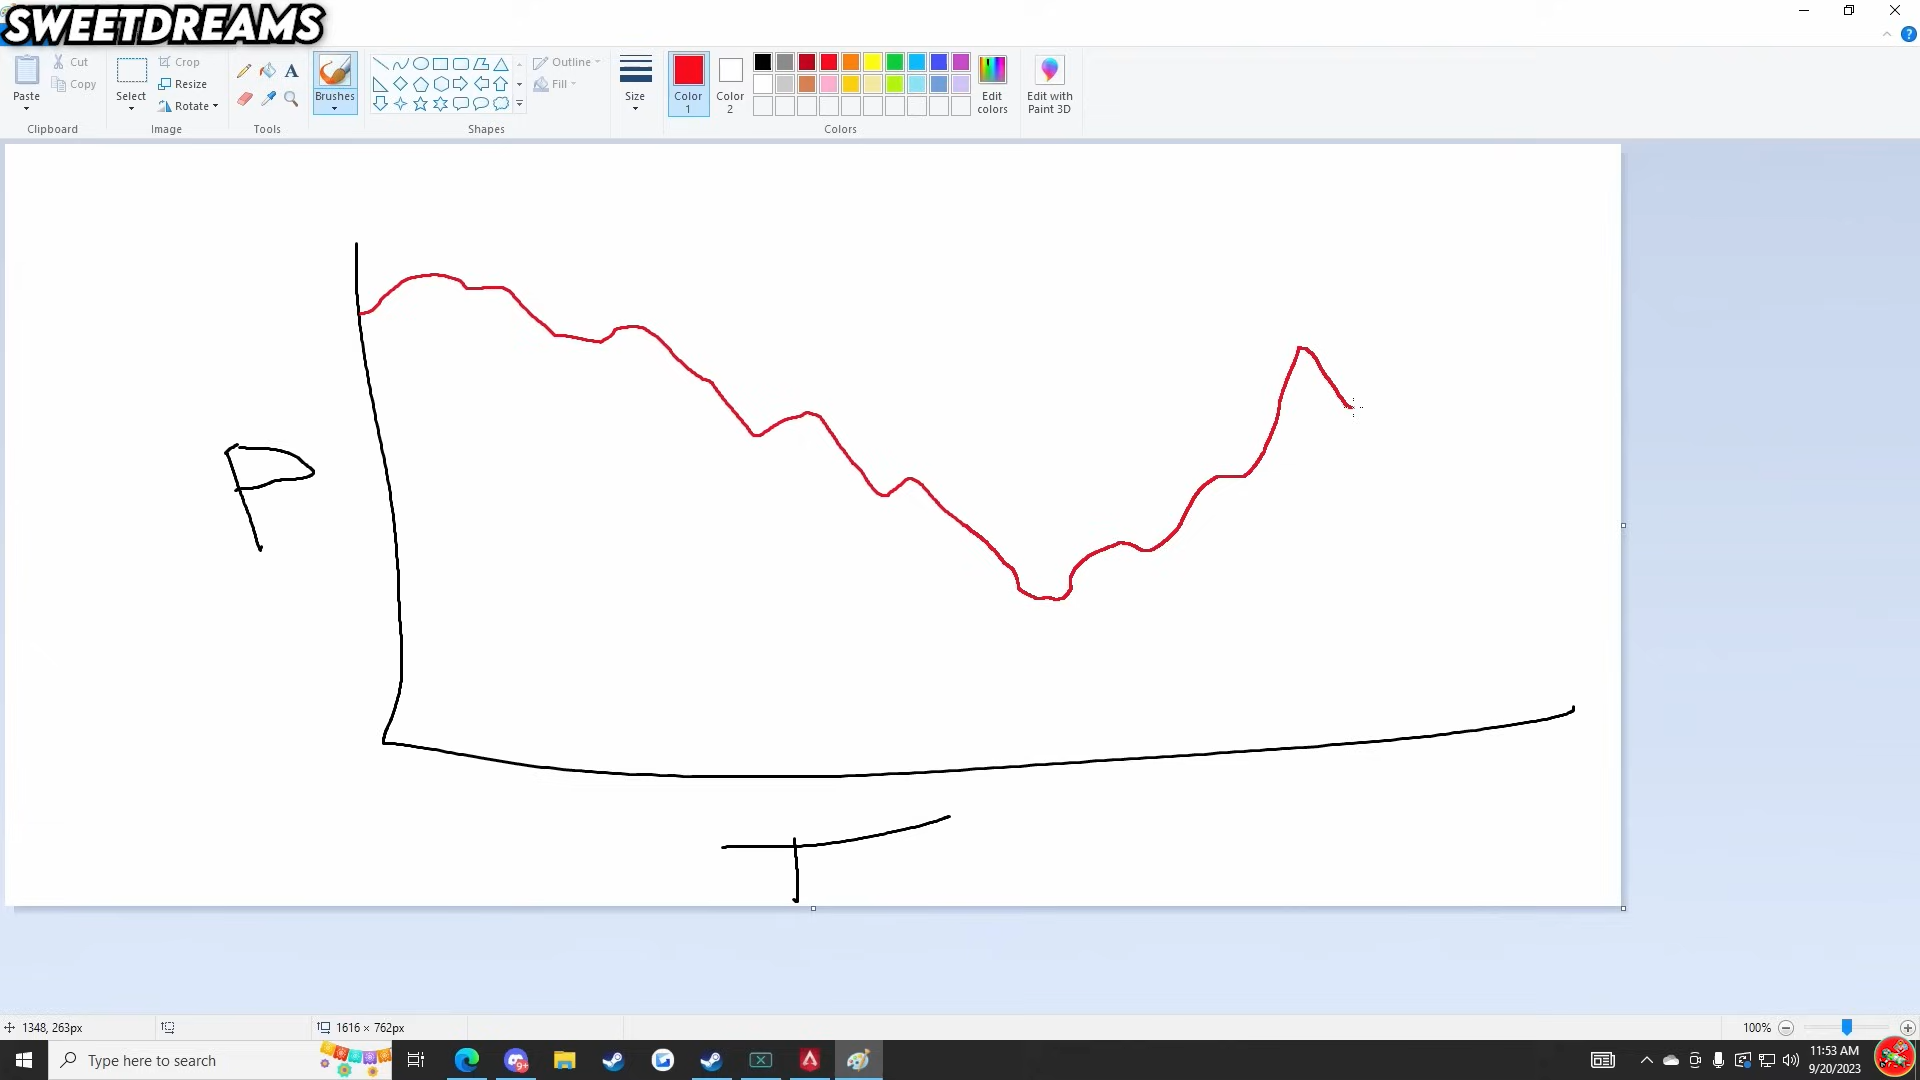 SWEETDREAMS
Paste
Cut
Copy
Clipboard
Select
Crop
Resize
Rotate
Image
A
Tools
Brushes
Outline
Fill
Shapes
Size
Color 1
Color 2
Edit colors
Colors
Edit with Paint 3D
?
P
T
1348, 263px
1616 × 762px
100%
Type here to search
9+
11:53 AM
9/20/2023